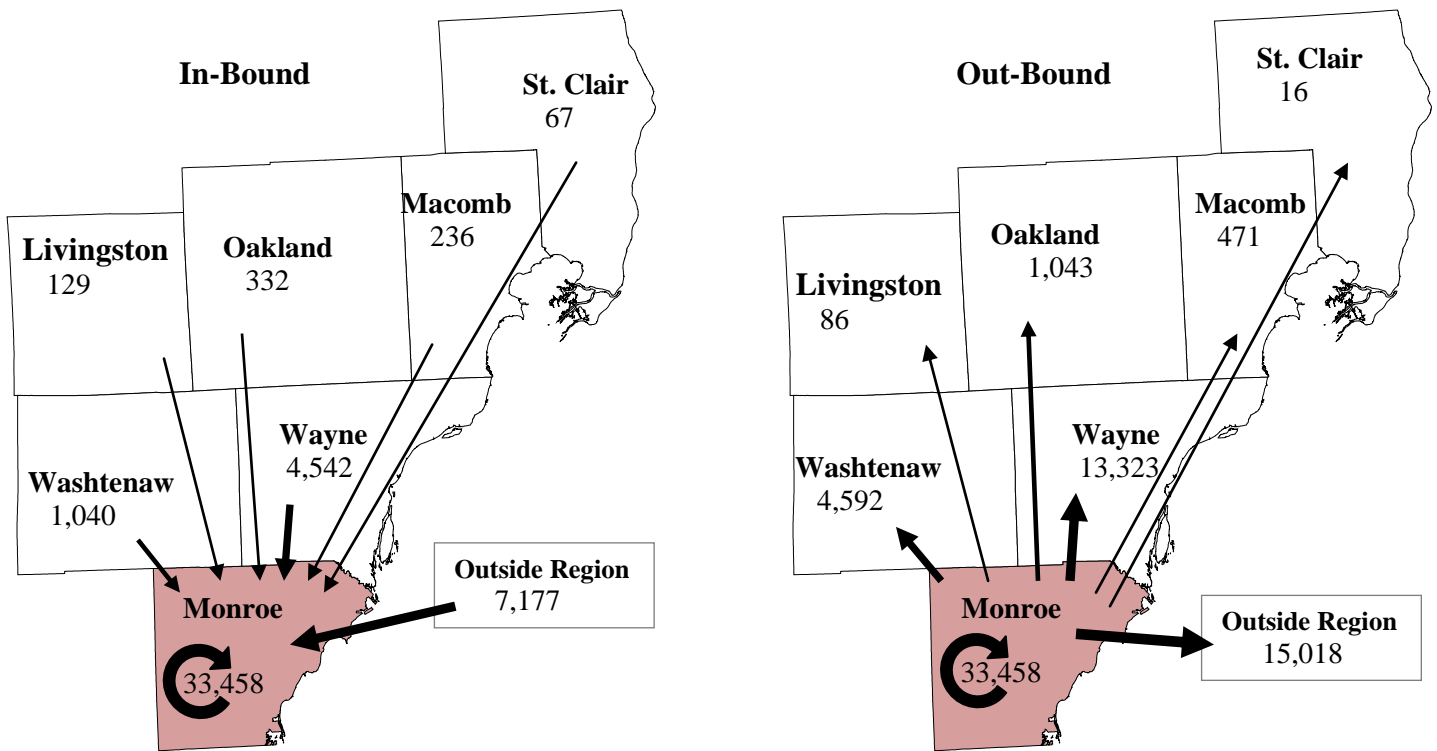 In-Bound
St. Clair
67
Macomb
236
Oakland
332
Livingston
129
Wayne
4,542
Washtenaw
1,040
Outside Region
7,177
Monroe
33,458
Out-Bound
St. Clair
16
Macomb
471
Oakland
1,043
Livingston
86
Wayne
13,323
Washtenaw
4,592
Outside Region
15,018
Monroe
33,458